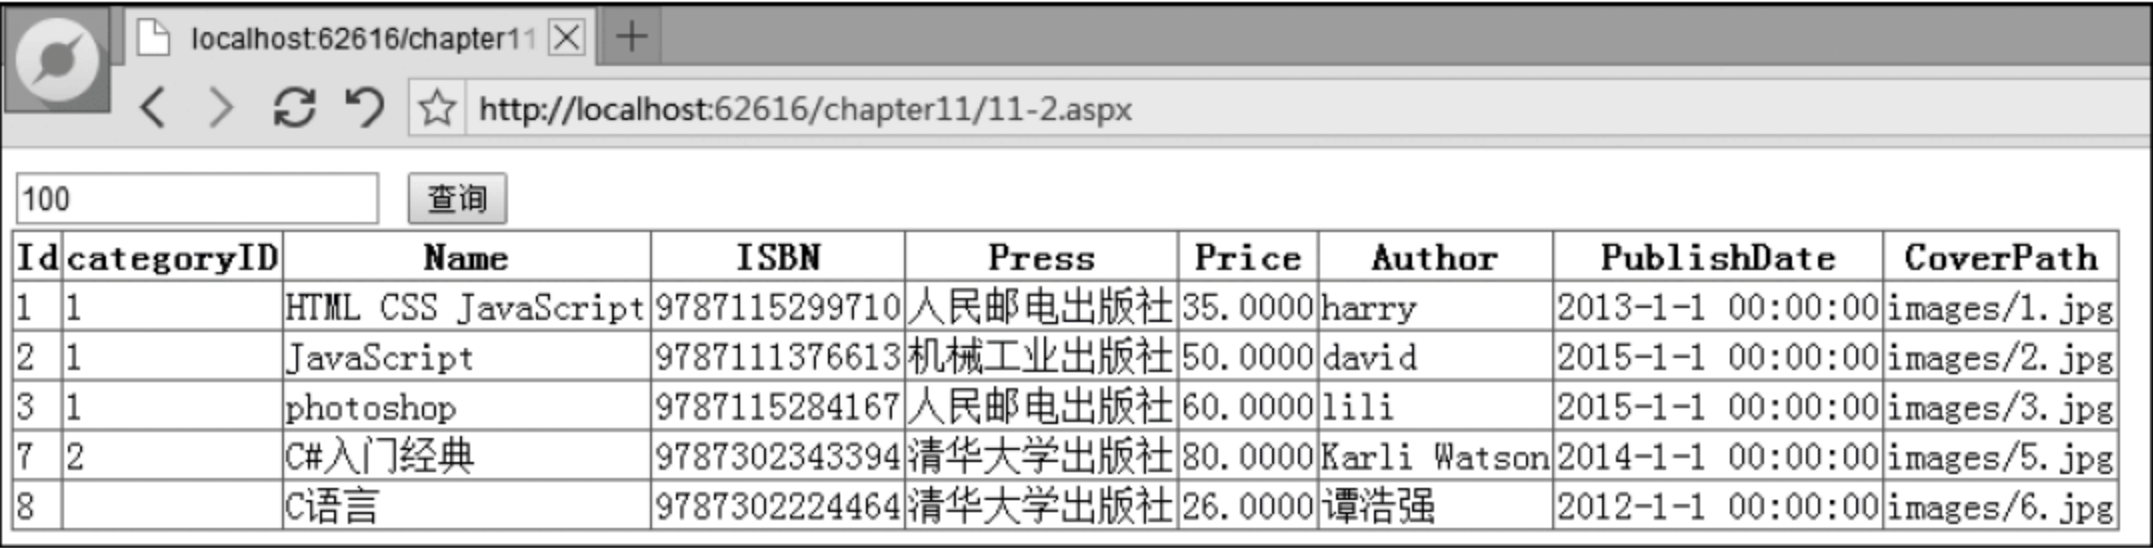 localhost:62616/chapter11
http://localhost:62616/chapter11/11-2.aspx
100 查询
Id categoryID Name ISBN Press Price Author PublishDate CoverPath
1 1 HTML CSS JavaScript 9787115299710 人民邮电出版社 35.0000 harry 2013-1-1 00:00:00 images/1.jpg
2 1 JavaScript 9787111376613 机械工业出版社 50.0000 david 2015-1-1 00:00:00 images/2.jpg
3 1 photoshop 9787115284167 人民邮电出版社 60.0000 lili 2015-1-1 00:00:00 images/3.jpg
7 2 C#入门经典 9787302343394 清华大学出版社 80.0000 Karli Watson 2014-1-1 00:00:00 images/5.jpg
8 C语言 9787302224464 清华大学出版社 26.0000 谭浩强 2012-1-1 00:00:00 images/6.jpg